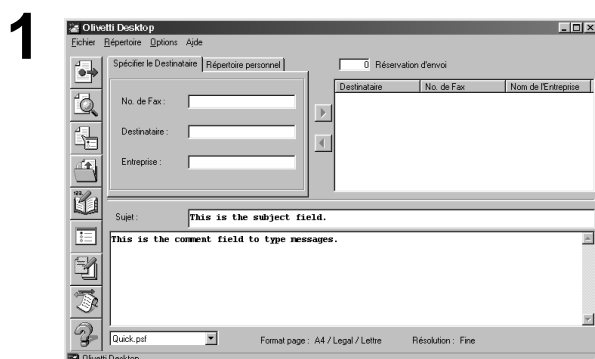 1
Olivetti Desktop
Fichier Répertoire Options Aide
Spécifier le Destinataire Répertoire personnel
0 Réservation d'envoi
Destinataire No. de Fax Nom de l'Entreprise
No. de Fax :
Destinataire :
Entreprise :
Sujet : This is the subject field.
This is the comment field to type messages.
Quick.psf Format page : A4 / Legal / Lettre Résolution : Fine
Olivetti Desktop